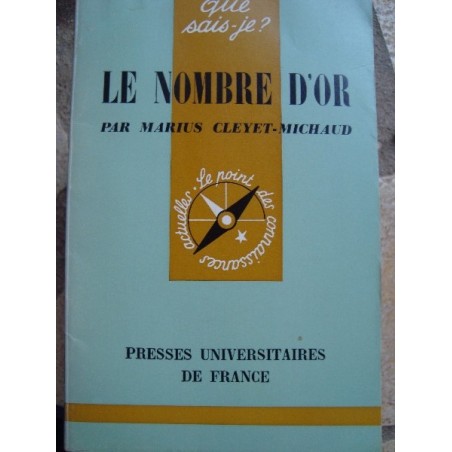 que
sais-je?
LE NOMBRE D'OR
PAR MARIUS CLEYET-MICHAUD
Le point des connaissances actuelles.
PRESSES UNIVERSITAIRES
DE FRANCE